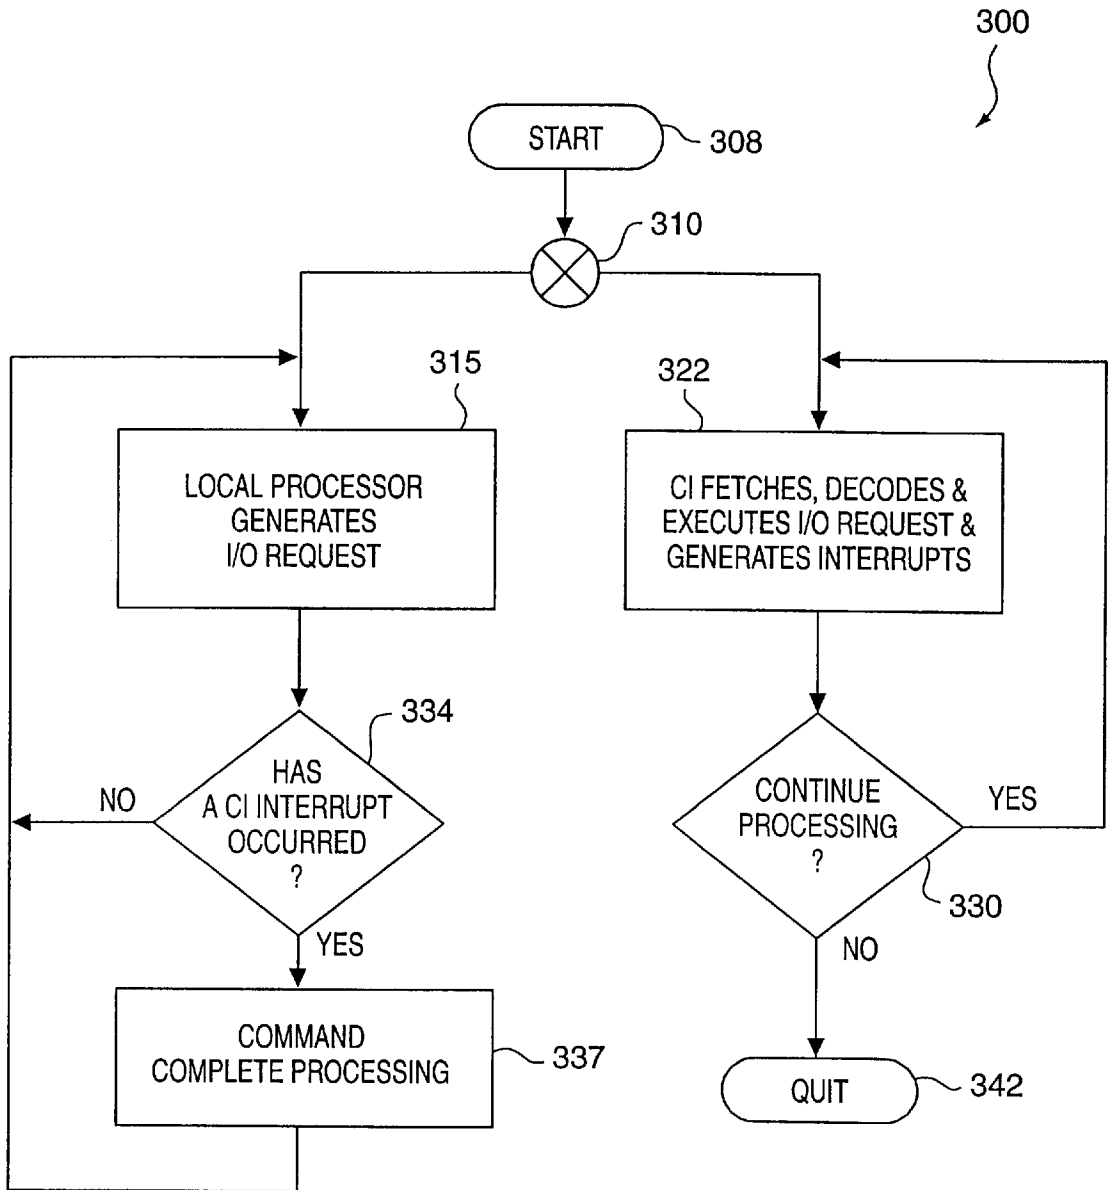 300
START
308
310
315
322
LOCAL PROCESSOR
GENERATES
I/O REQUEST
CI FETCHES, DECODES &
EXECUTES I/O REQUEST &
GENERATES INTERRUPTS
334
HAS
A CI INTERRUPT
OCCURRED
?
NO
YES
CONTINUE
PROCESSING
?
YES
330
NO
COMMAND
COMPLETE PROCESSING
337
QUIT
342